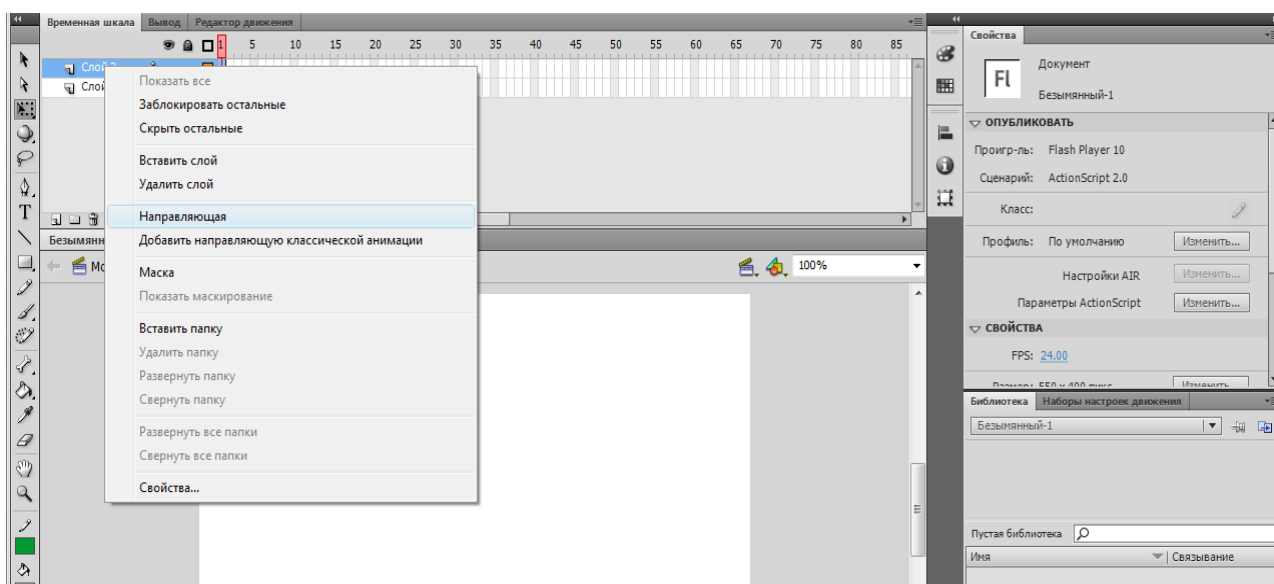 Временная шкала Вывод Редактор движения
1 5 10 15 20 25 30 35 40 45 50 55 60 65 70 75 80 85
Показать все
Заблокировать остальные
Скрыть остальные
Вставить слой
Удалить слой
Направляющая
Добавить направляющую классической анимации
Маска
Показать маскирование
Вставить папку
Удалить папку
Развернуть папку
Свернуть папку
Развернуть все папки
Свернуть все папки
Свойства...
100%
T
Свойства
Fl
Документ
Безымянный-1
ОПУБЛИКОВАТЬ
Проигр-ль: Flash Player 10
Сценарий: ActionScript 2.0
Класс:
Профиль: По умолчанию Изменить...
Настройки AIR Изменить...
Параметры ActionScript Изменить...
СВОЙСТВА
FPS: 24.00
Размер: 550 x 400 пикс Изменить
Библиотека Наборы настроек движения
Безымянный-1
Пустая библиотека
Имя Связывание